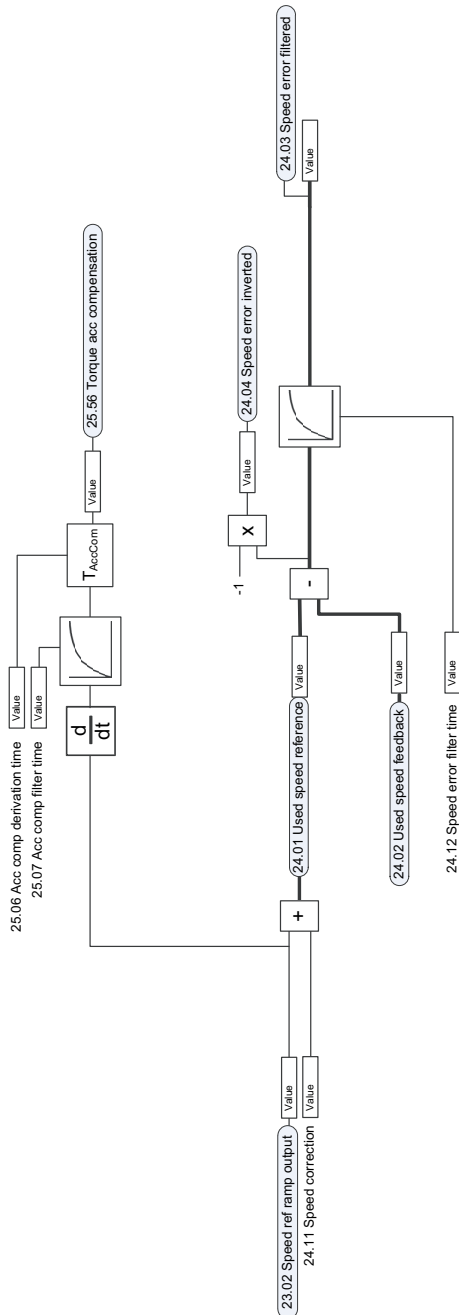 25.06 Acc comp derivation time
Value
25.07 Acc comp filter time
Value
d
dt
TAccCom
Value
25.56 Torque acc compensation
-1
x
Value
24.04 Speed error inverted
23.02 Speed ref ramp output
Value
24.11 Speed correction
Value
+
24.01 Used speed reference
Value
-
24.02 Used speed feedback
Value
24.12 Speed error filter time
Value
Value
24.03 Speed error filtered